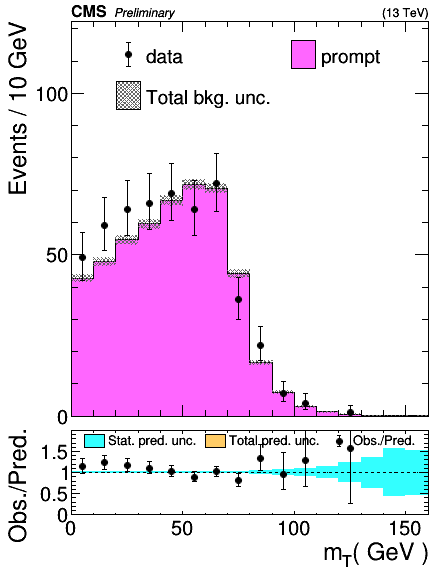 CMS Preliminary (13 TeV)
Events / 10 GeV
data
prompt
Total bkg. unc.
100
50
0
Obs./Pred.
Stat. pred. unc.
Total pred. unc.
Obs./Pred.
1.5
1
0.5
0
0 50 100 150
m_T( GeV )